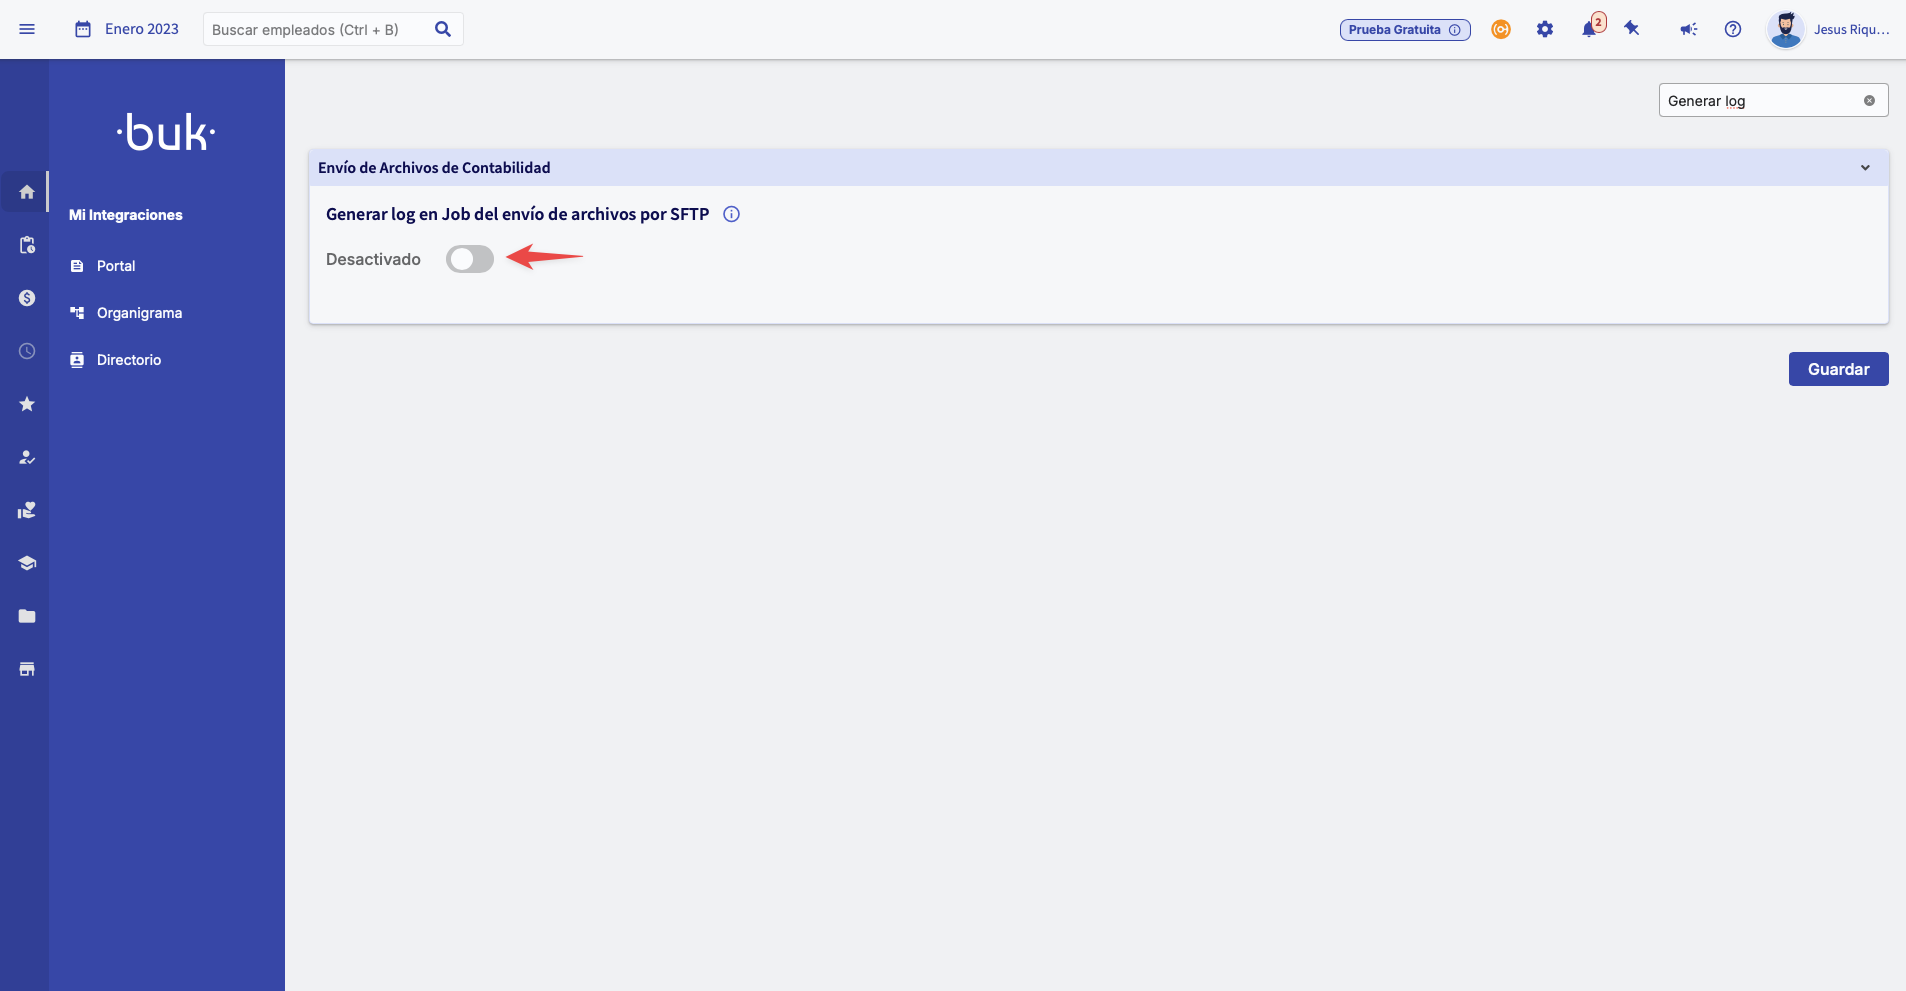 Enero 2023
Buscar empleados (Ctrl + B)
Prueba Gratuita
2
Jesus Riqu...
·buk·
Mi Integraciones
Portal
Organigrama
Directorio
Generar log
Envío de Archivos de Contabilidad
Generar log en Job del envío de archivos por SFTP
Desactivado
Guardar